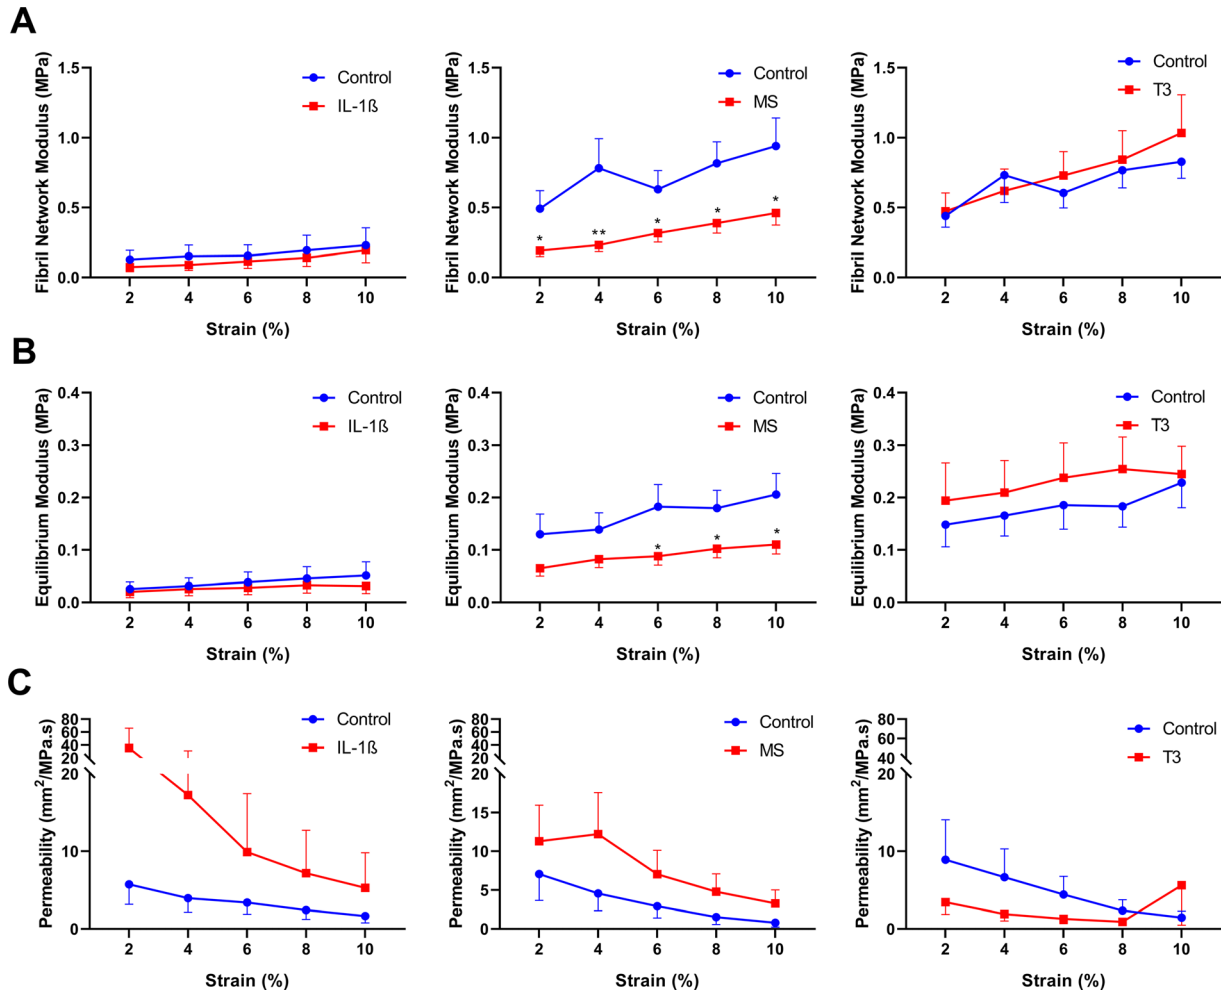 A
Fibril Network Modulus (MPa)
1.5
1.0
0.5
0.0
2 4 6 8 10
Strain (%)
Control
IL-1ß
Fibril Network Modulus (MPa)
1.5
1.0
0.5
0.0
* ** * * *
2 4 6 8 10
Strain (%)
Control
MS
Fibril Network Modulus (MPa)
1.5
1.0
0.5
0.0
2 4 6 8 10
Strain (%)
Control
T3
B
Equilibrium Modulus (MPa)
0.4
0.3
0.2
0.1
0.0
2 4 6 8 10
Strain (%)
Control
IL-1ß
Equilibrium Modulus (MPa)
0.4
0.3
0.2
0.1
0.0
* * *
2 4 6 8 10
Strain (%)
Control
MS
Equilibrium Modulus (MPa)
0.4
0.3
0.2
0.1
0.0
2 4 6 8 10
Strain (%)
Control
T3
C
Permeability (mm²/MPa.s)
80
60
40
20
20
10
0
2 4 6 8 10
Strain (%)
Control
IL-1ß
Permeability (mm²/MPa.s)
80
60
40
20
20
15
10
5
0
2 4 6 8 10
Strain (%)
Control
MS
Permeability (mm²/MPa.s)
80
60
40
20
20
10
0
2 4 6 8 10
Strain (%)
Control
T3